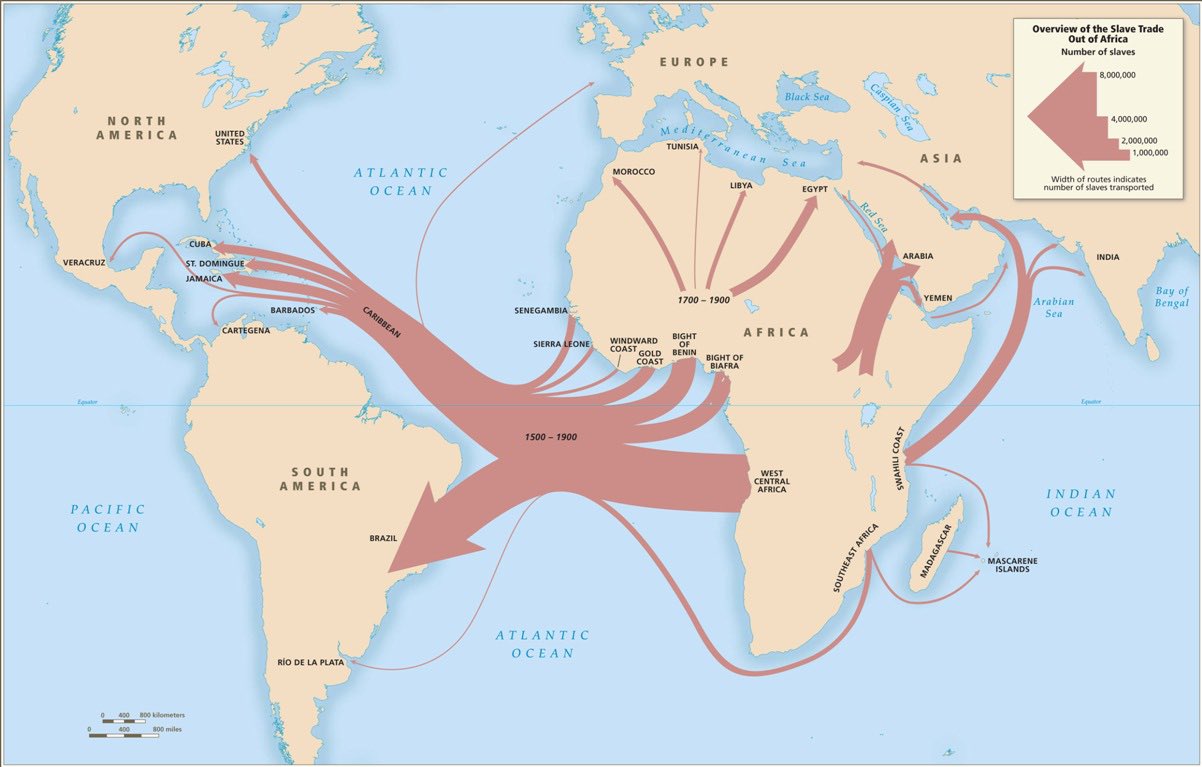 Overview of the Slave Trade
Out of Africa
Number of slaves
8,000,000
4,000,000
2,000,000
1,000,000
Width of routes indicates
number of slaves transported
EUROPE
NORTH
AMERICA
UNITED
STATES
ATLANTIC
OCEAN
Black Sea
Caspian Sea
Mediterranean Sea
ASIA
TUNISIA
MOROCCO
LIBYA
EGYPT
Red Sea
CUBA
VERACRUZ
ST. DOMINGUE
JAMAICA
BARBADOS
CARTEGENA
CARIBBEAN
ARABIA
INDIA
YEMEN
Arabian
Sea
Bay of
Bengal
1700 – 1900
SENEGAMBIA
SIERRA LEONE
WINDWARD
COAST
GOLD
COAST
BIGHT
OF
BENIN
BIGHT OF
BIAFRA
AFRICA
Equator
Equator
1500 – 1900
SOUTH
AMERICA
WEST
CENTRAL
AFRICA
SWAHILI COAST
PACIFIC
OCEAN
INDIAN
OCEAN
BRAZIL
SOUTHEAST AFRICA
MADAGASCAR
MASCARENE
ISLANDS
ATLANTIC
OCEAN
RÍO DE LA PLATA
0 400 800 kilometers
0 400 800 miles